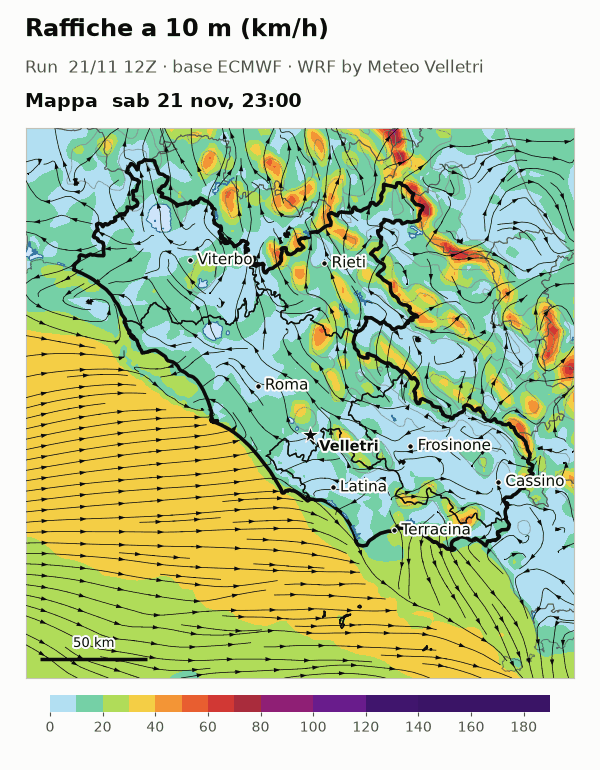 Raffiche a 10 m (km/h)
Run 21/11 12Z · base ECMWF · WRF by Meteo Velletri
Mappa sab 21 nov, 23:00
Viterbo
Rieti
Roma
Velletri
Frosinone
Latina
Cassino
Terracina
50 km
0 20 40 60 80 100 120 140 160 180